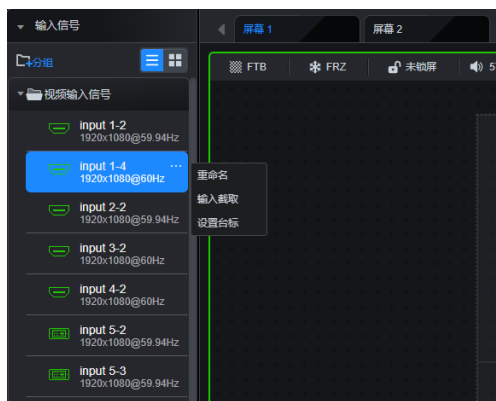 输入信号
屏幕 1
屏幕 2
分组
FTB
FRZ
未锁屏
视频输入信号
input 1-2
1920x1080@59.94Hz
input 1-4
1920x1080@60Hz
···
重命名
输入截取
设置台标
input 2-2
1920x1080@59.94Hz
input 3-2
1920x1080@60Hz
input 4-2
1920x1080@60Hz
input 5-2
1920x1080@59.94Hz
input 5-3
1920x1080@59.94Hz